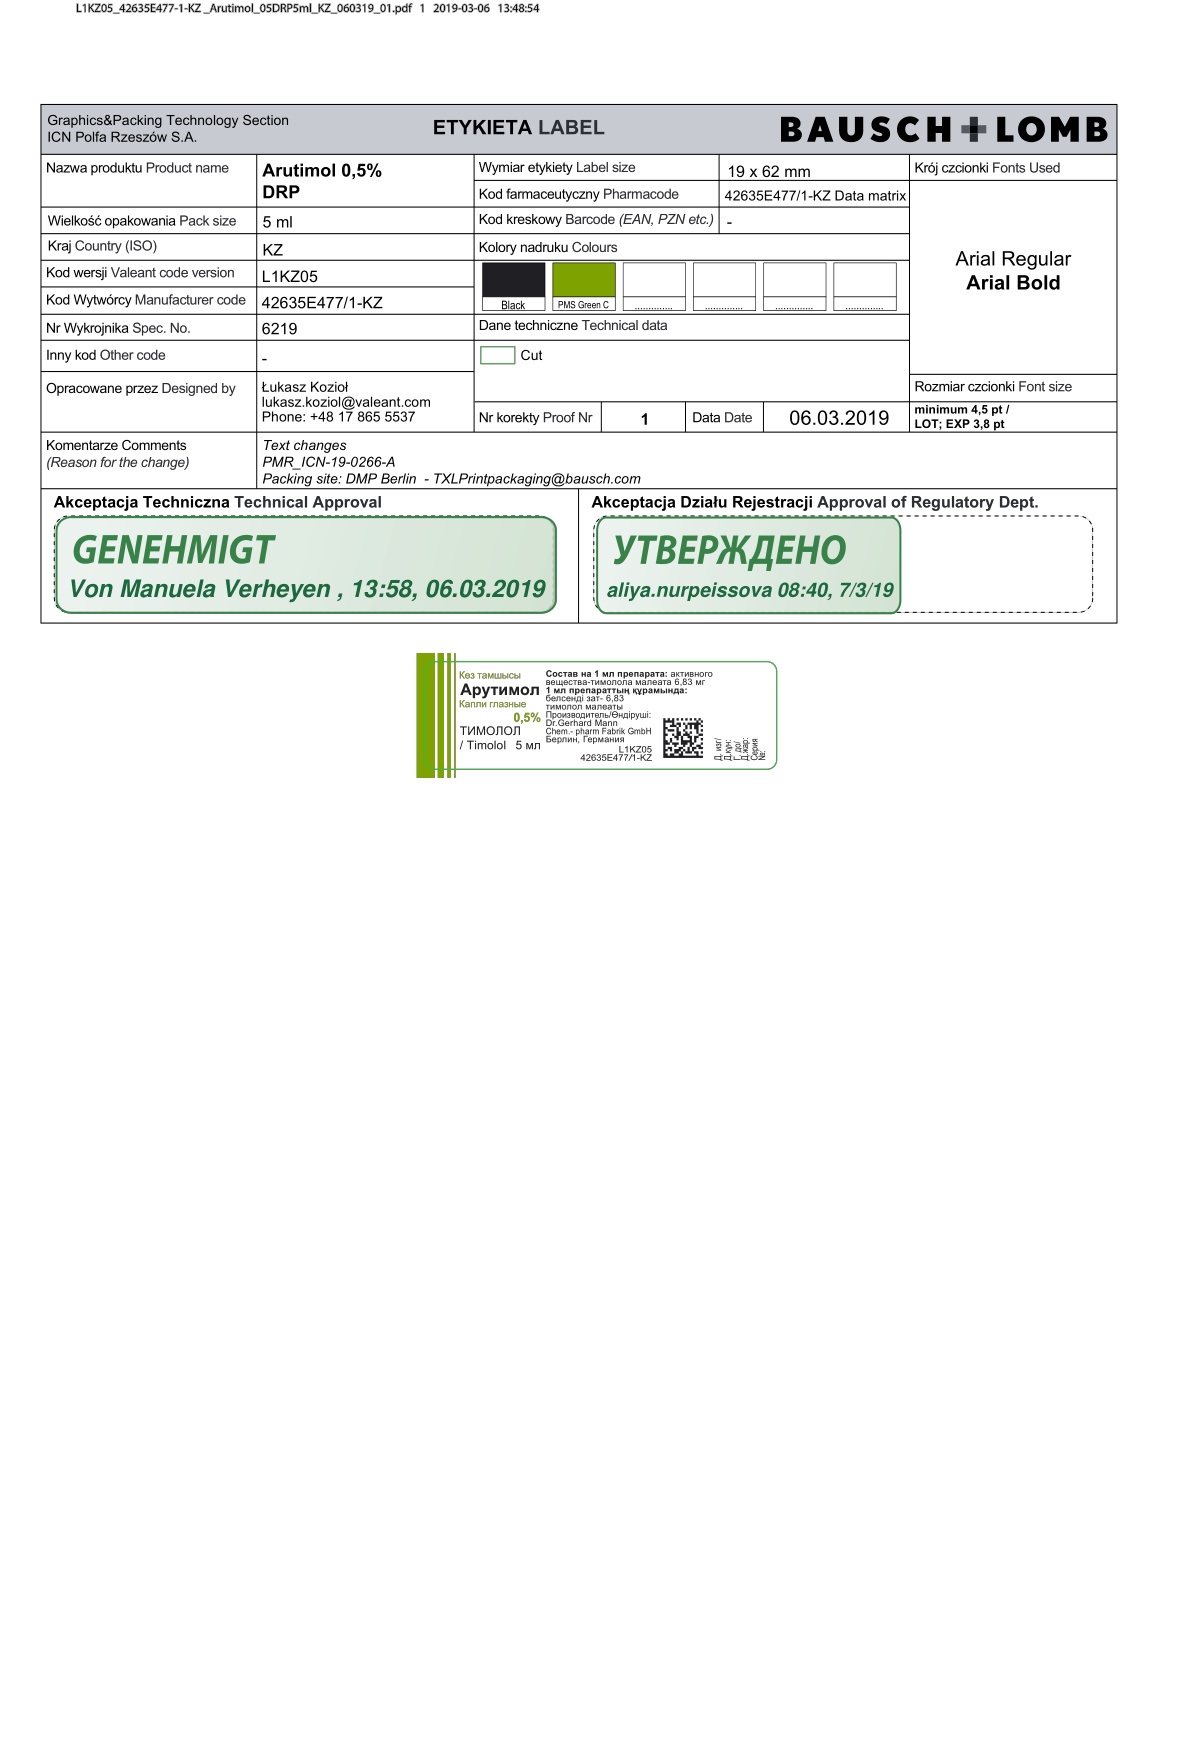 L1KZ05_42635E477-1-KZ _Arutimol_05DRP5ml_KZ_060319_01.pdf 1 2019-03-06 13:48:54
Graphics&Packing Technology Section
ICN Polfa Rzeszów S.A.
ETYKIETA LABEL
BAUSCH+LOMB
Nazwa produktu Product name
Arutimol 0,5%
DRP
Wymiar etykiety Label size
19 x 62 mm
Krój czcionki Fonts Used
Kod farmaceutyczny Pharmacode
42635E477/1-KZ Data matrix
Wielkość opakowania Pack size
5 ml
Kod kreskowy Barcode (EAN, PZN etc.)
-
Kraj Country (ISO)
KZ
Kolory nadruku Colours
Arial Regular
Arial Bold
Kod wersji Valeant code version
L1KZ05
Kod Wytwórcy Manufacturer code
42635E477/1-KZ
Black
PMS Green C
..............
..............
..............
..............
Nr Wykrojnika Spec. No.
6219
Dane techniczne Technical data
Inny kod Other code
-
Cut
Opracowane przez Designed by
Łukasz Kozioł
lukasz.koziol@valeant.com
Phone: +48 17 865 5537
Rozmiar czcionki Font size
Nr korekty Proof Nr
1
Data Date
06.03.2019
minimum 4,5 pt /
LOT; EXP 3,8 pt
Komentarze Comments
(Reason for the change)
Text changes
PMR_ICN-19-0266-A
Packing site: DMP Berlin - TXLPrintpackaging@bausch.com
Akceptacja Techniczna Technical Approval
Akceptacja Działu Rejestracji Approval of Regulatory Dept.
GENEHMIGT
Von Manuela Verheyen , 13:58, 06.03.2019
УТВЕРЖДЕНО
aliya.nurpeissova 08:40, 7/3/19
Көз тамшысы
Арутимол
Капли глазные
0,5%
ТИМОЛОЛ
/ Timolol 5 мл
Состав на 1 мл препарата: активного
вещества-тимолола малеата 6,83 мг
1 мл препараттың құрамында:
белсенді зат- 6,83
тимолол малеаты
Производитель/Өндіруші:
Dr.Gerhard Mann
Chem.- pharm Fabrik GmbH
Берлин, Германия
L1KZ05
42635E477/1-KZ
Д. изг/
Д.күн:
Г. до/
Д.жар:
Серия
№: